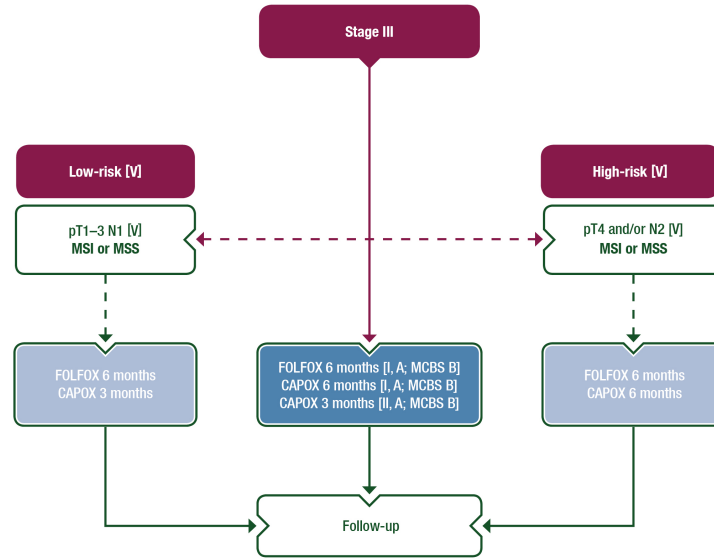 Stage III
Low-risk [V]
High-risk [V]
pT1–3 N1 [V]
MSI or MSS
pT4 and/or N2 [V]
MSI or MSS
FOLFOX 6 months
CAPOX 3 months
FOLFOX 6 months [I, A; MCBS B]
CAPOX 6 months [I, A; MCBS B]
CAPOX 3 months [II, A; MCBS B]
FOLFOX 6 months
CAPOX 6 months
Follow-up